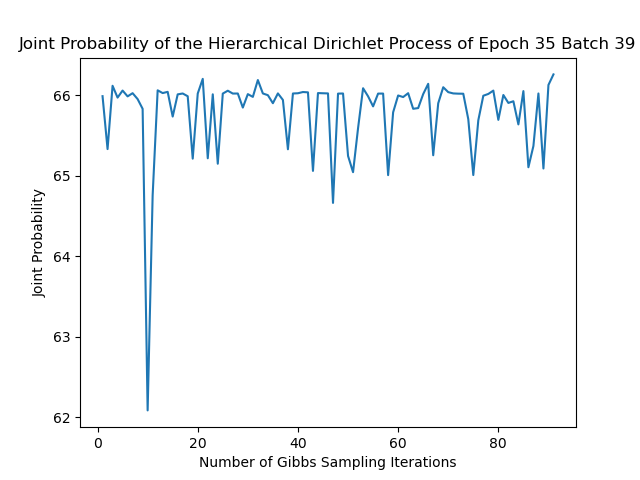 Joint Probability of the Hierarchical Dirichlet Process of Epoch 35 Batch 39
66
65
64
63
62
Joint Probability
0 20 40 60 80
Number of Gibbs Sampling Iterations